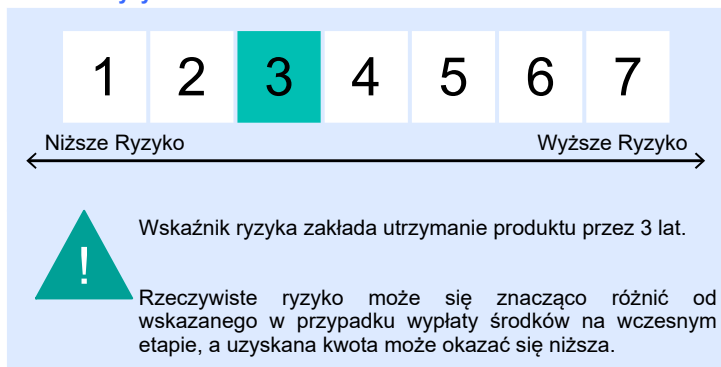 1 2 3 4 5 6 7
Niższe Ryzyko Wyższe Ryzyko
! Wskaźnik ryzyka zakłada utrzymanie produktu przez 3 lat.
Rzeczywiste ryzyko może się znacząco różnić od
wskazanego w przypadku wypłaty środków na wczesnym
etapie, a uzyskana kwota może okazać się niższa.